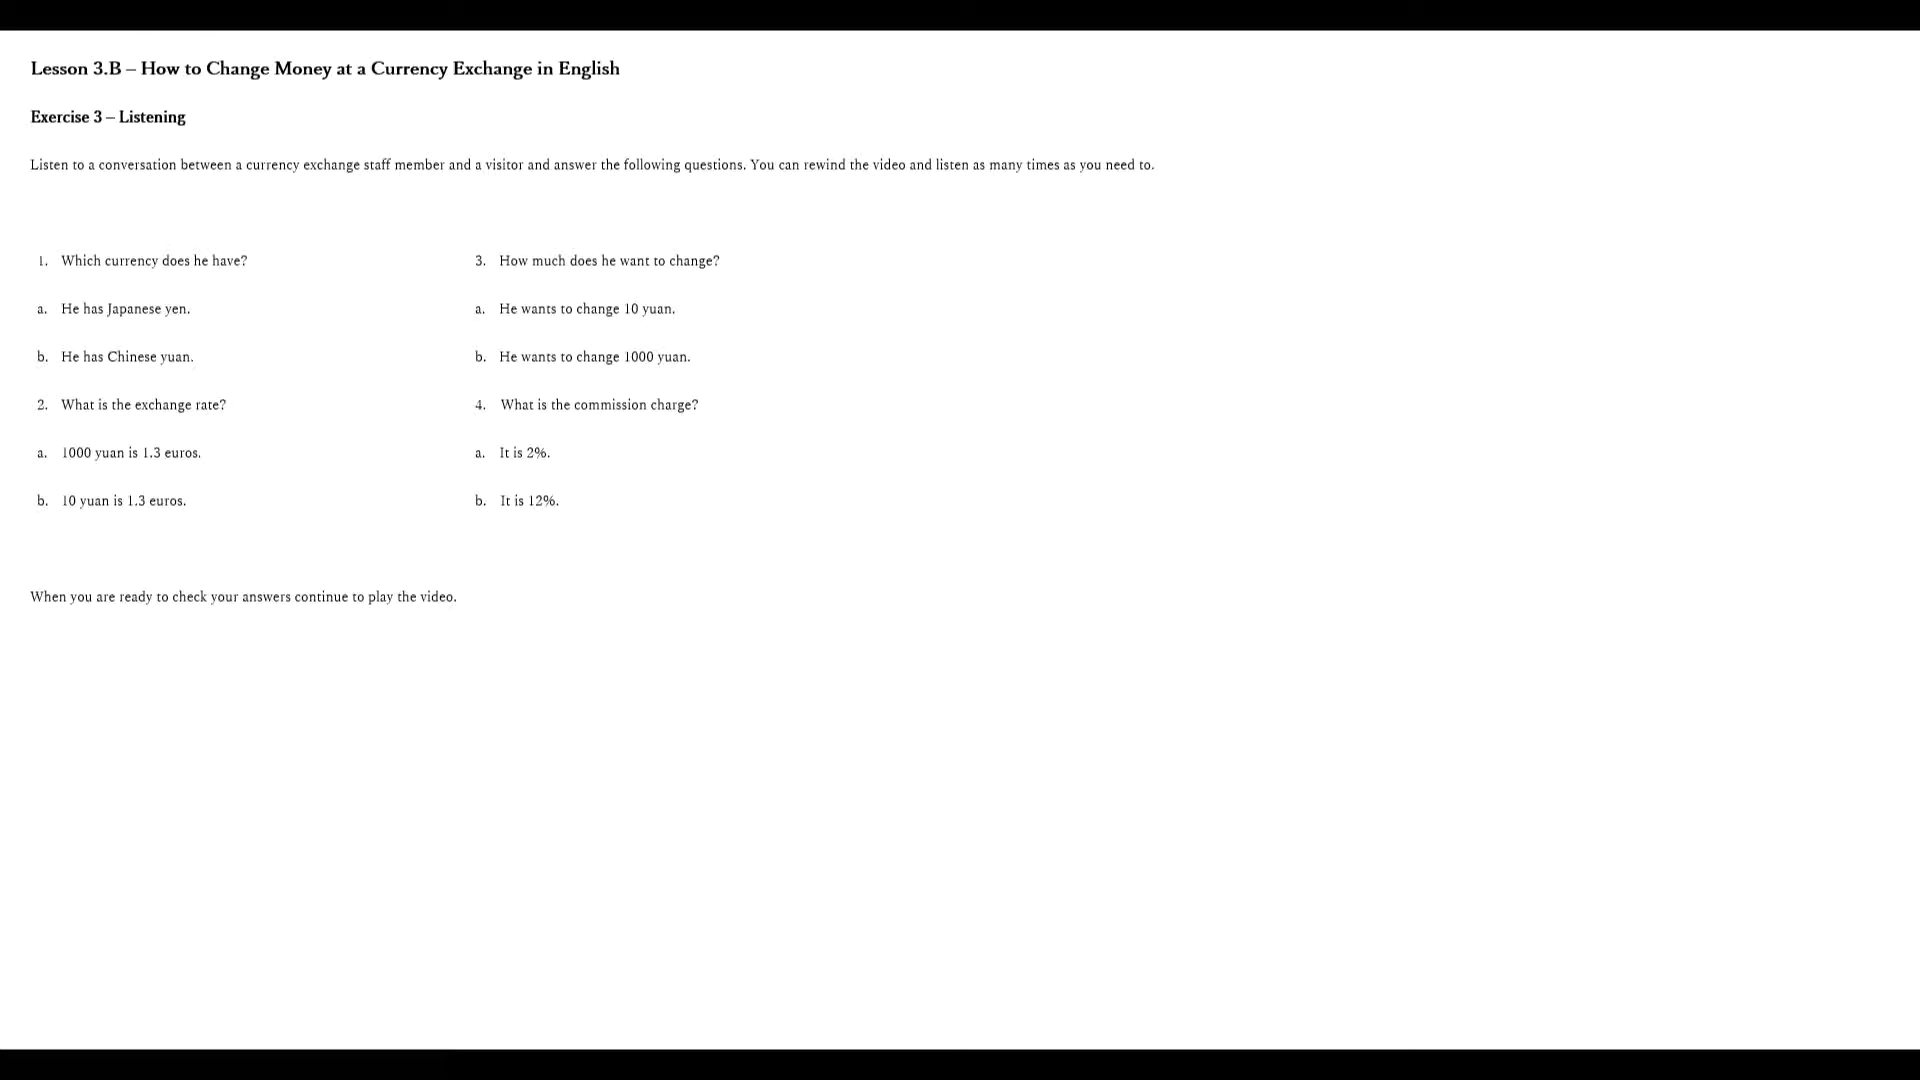 Lesson 3.B – How to Change Money at a Currency Exchange in English
Exercise 3 – Listening
Listen to a conversation between a currency exchange staff member and a visitor and answer the following questions. You can rewind the video and listen as many times as you need to.
1. Which currency does he have?
a. He has Japanese yen.
b. He has Chinese yuan.
2. What is the exchange rate?
a. 1000 yuan is 1.3 euros.
b. 10 yuan is 1.3 euros.
3. How much does he want to change?
a. He wants to change 10 yuan.
b. He wants to change 1000 yuan.
4. What is the commission charge?
a. It is 2%.
b. It is 12%.
When you are ready to check your answers continue to play the video.